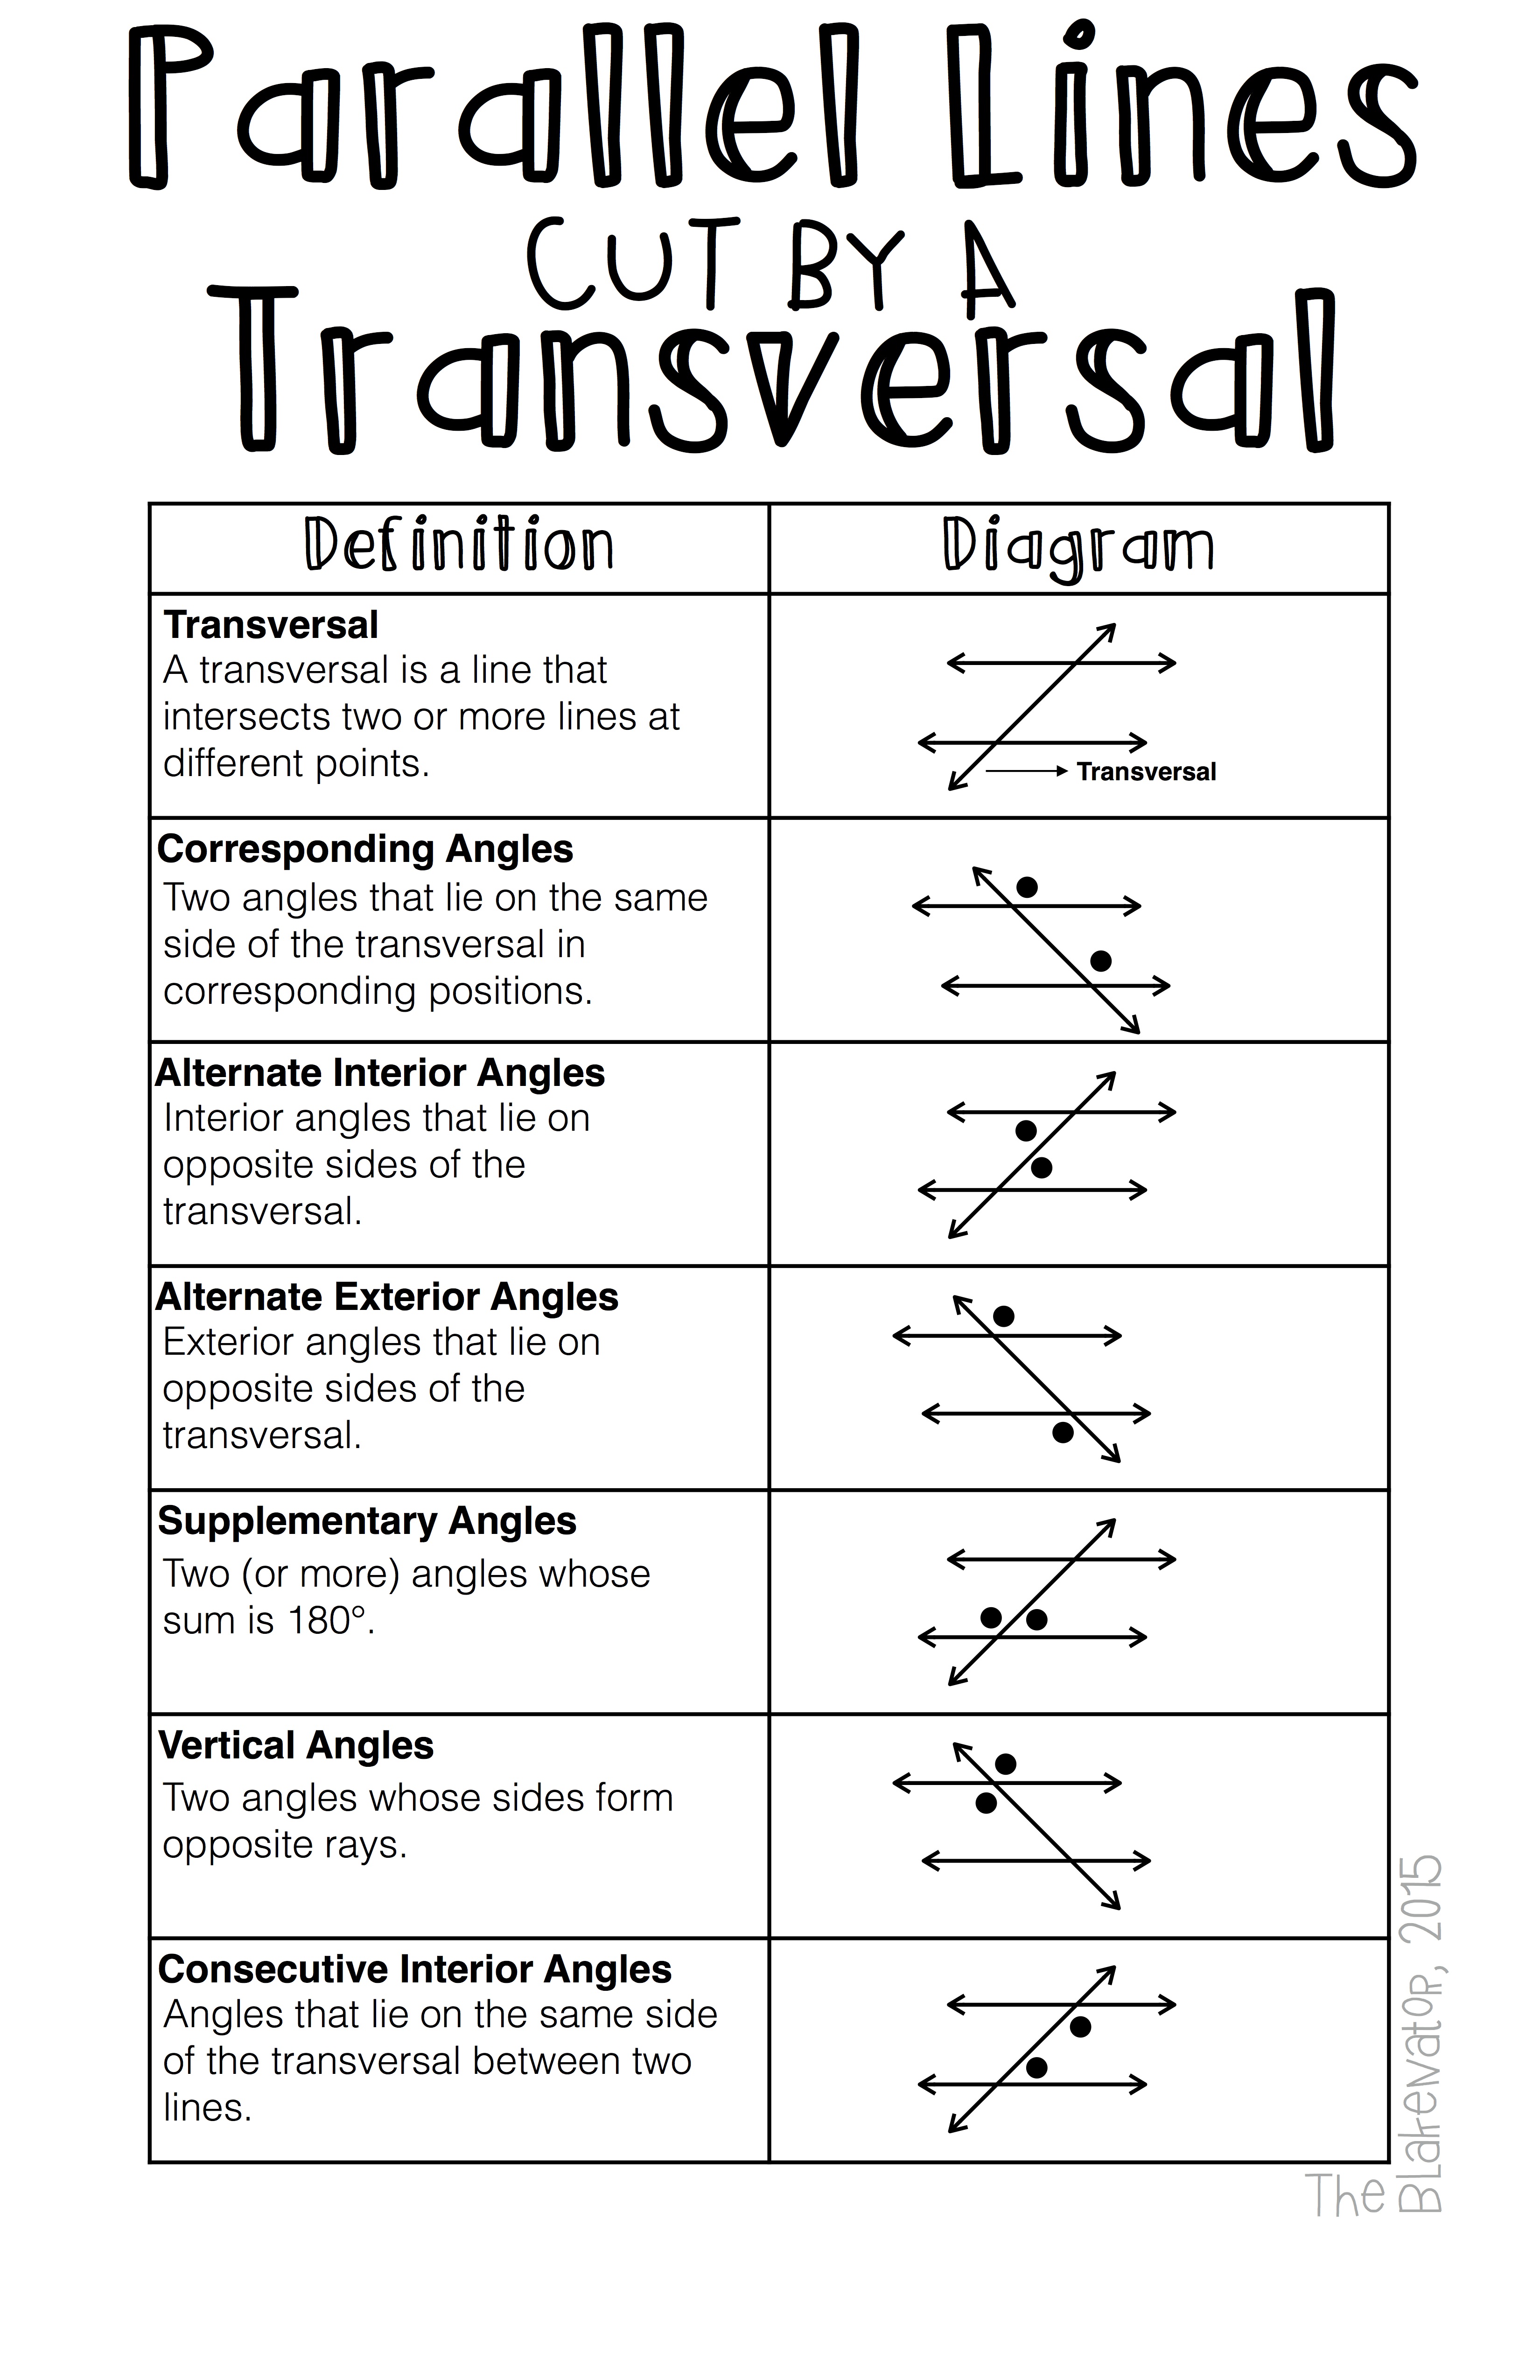 Parallel Lines
CUT BY A
Transversal
Definition
Diagram
Transversal
A transversal is a line that
intersects two or more lines at
different points.
Transversal
Corresponding Angles
Two angles that lie on the same
side of the transversal in
corresponding positions.
Alternate Interior Angles
Interior angles that lie on
opposite sides of the
transversal.
Alternate Exterior Angles
Exterior angles that lie on
opposite sides of the
transversal.
Supplementary Angles
Two (or more) angles whose
sum is 180°.
Vertical Angles
Two angles whose sides form
opposite rays.
Consecutive Interior Angles
Angles that lie on the same side
of the transversal between two
lines.
The
Blakenator, 2015